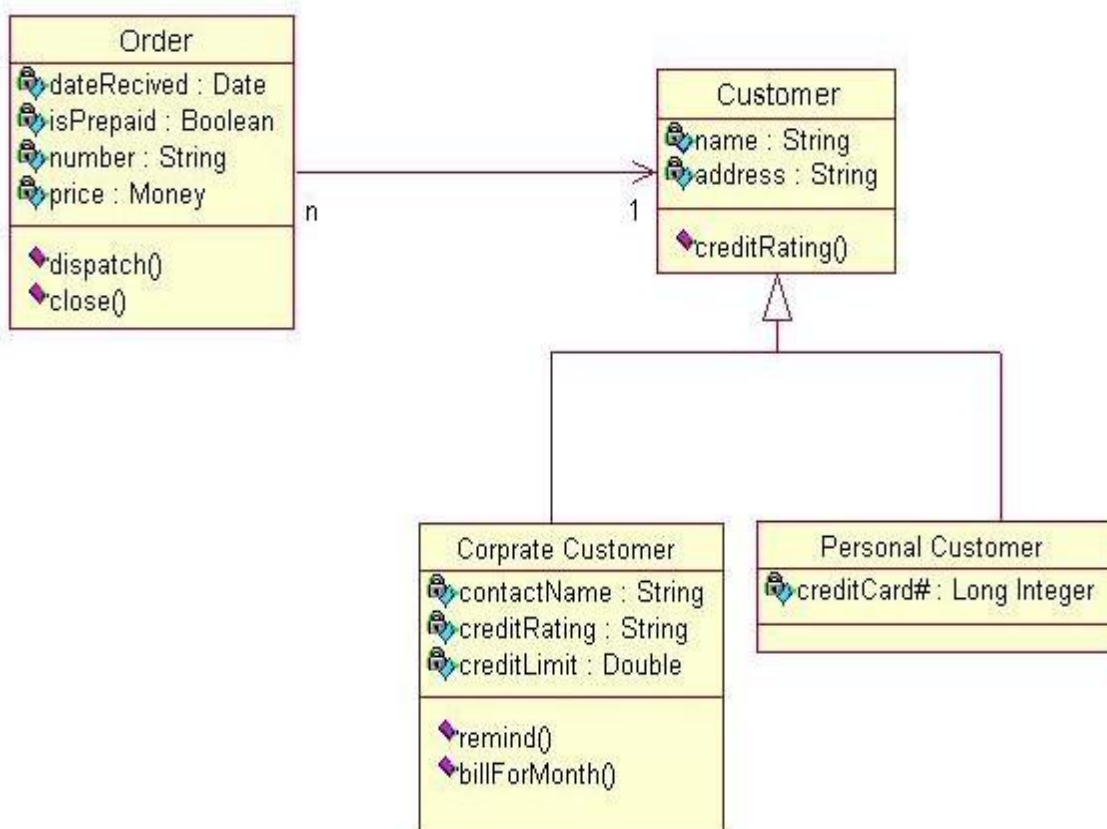 Order
dateRecived : Date
isPrepaid : Boolean
number : String
price : Money
dispatch()
close()
n
1
Customer
name : String
address : String
creditRating()
Corprate Customer
contactName : String
creditRating : String
creditLimit : Double
remind()
billForMonth()
Personal Customer
creditCard# : Long Integer